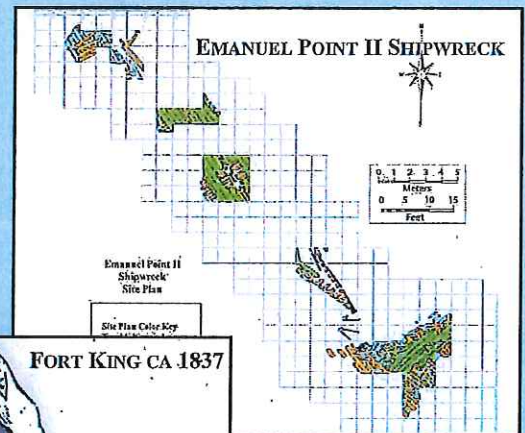 EMANUEL POINT II SHIPWRECK
0 1 2 3 4 5
Meters
0 5 10 15
Feet
Emanuel Point II
Shipwreck
Site Plan
Site Plan Color Key
FORT KING CA 1837